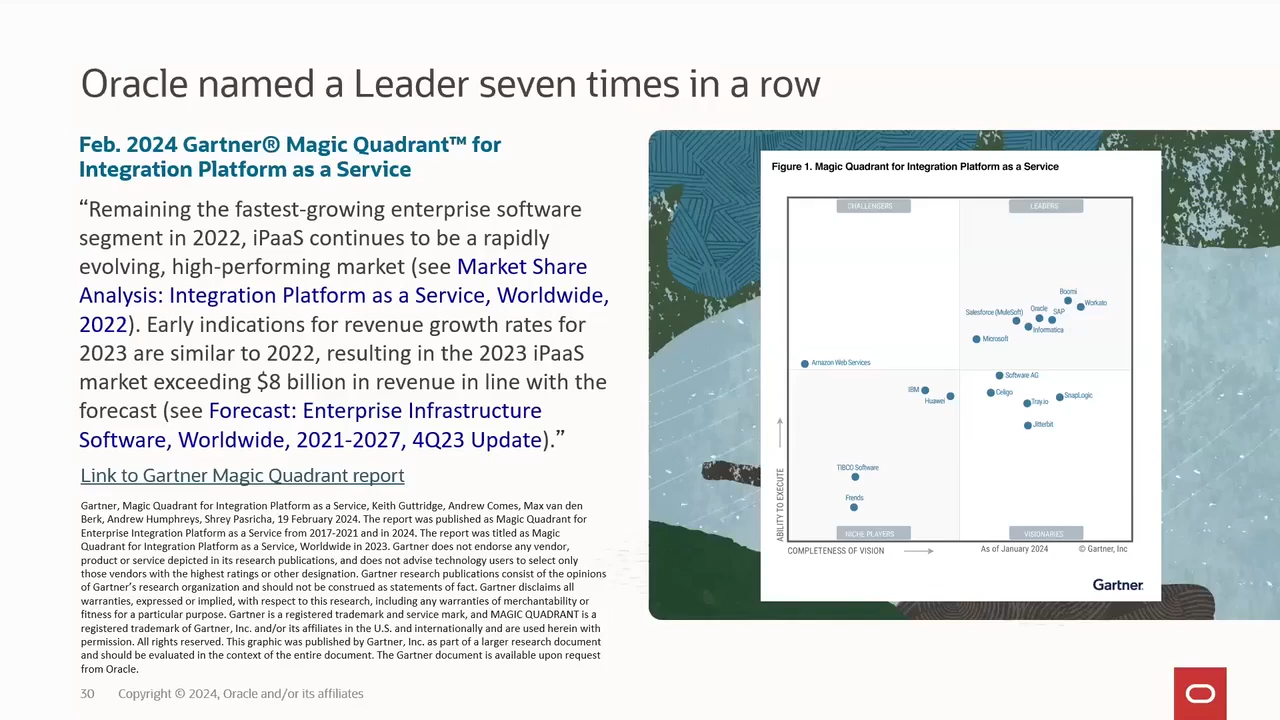 Oracle named a Leader seven times in a row
Feb. 2024 Gartner® Magic Quadrant™ for
Integration Platform as a Service
“Remaining the fastest-growing enterprise software
segment in 2022, iPaaS continues to be a rapidly
evolving, high-performing market (see Market Share
Analysis: Integration Platform as a Service, Worldwide,
2022). Early indications for revenue growth rates for
2023 are similar to 2022, resulting in the 2023 iPaaS
market exceeding $8 billion in revenue in line with the
forecast (see Forecast: Enterprise Infrastructure
Software, Worldwide, 2021-2027, 4Q23 Update).”
Link to Gartner Magic Quadrant report
Gartner, Magic Quadrant for Integration Platform as a Service, Keith Guttridge, Andrew Comes, Max van den
Berk, Andrew Humphreys, Shrey Pasricha, 19 February 2024. The report was published as Magic Quadrant for
Enterprise Integration Platform as a Service from 2017-2021 and in 2024. The report was titled as Magic
Quadrant for Integration Platform as a Service, Worldwide in 2023. Gartner does not endorse any vendor,
product or service depicted in its research publications, and does not advise technology users to select only
those vendors with the highest ratings or other designation. Gartner research publications consist of the opinions
of Gartner’s research organization and should not be construed as statements of fact. Gartner disclaims all
warranties, expressed or implied, with respect to this research, including any warranties of merchantability or
fitness for a particular purpose. Gartner is a registered trademark and service mark, and MAGIC QUADRANT is a
registered trademark of Gartner, Inc. and/or its affiliates in the U.S. and internationally and are used herein with
permission. All rights reserved. This graphic was published by Gartner, Inc. as part of a larger research document
and should be evaluated in the context of the entire document. The Gartner document is available upon request
from Oracle.
30 Copyright © 2024, Oracle and/or its affiliates
Figure 1. Magic Quadrant for Integration Platform as a Service
CHALLENGERS
LEADERS
Boomi
Workato
Salesforce (MuleSoft)
Oracle
SAP
Informatica
Microsoft
Amazon Web Services
Software AG
IBM
Huawei
Celigo
Tray.io
SnapLogic
Jitterbit
TIBCO Software
Frends
NICHE PLAYERS
VISIONARIES
ABILITY TO EXECUTE
COMPLETENESS OF VISION
As of January 2024
© Gartner, Inc
Gartner.